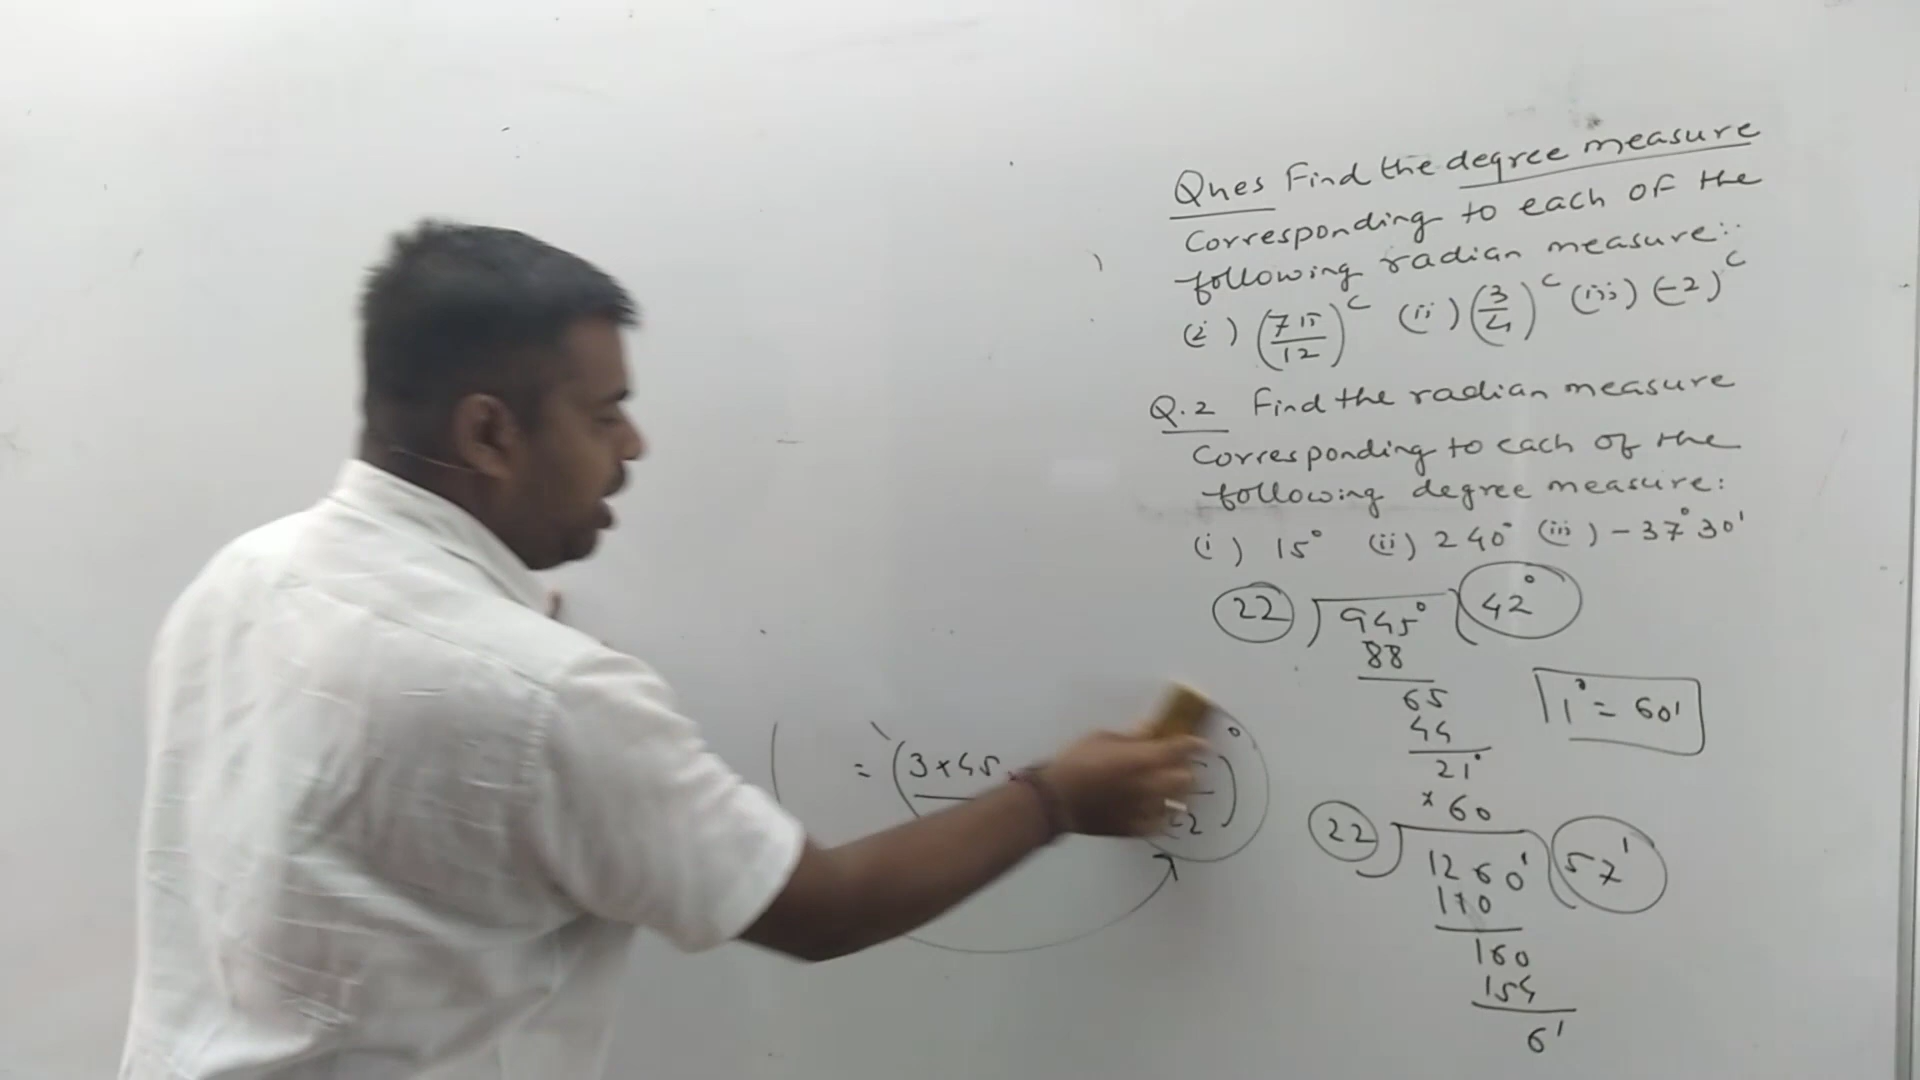 Ques Find the degree measure
Corresponding to each of the
following radian measure:-
(i) (7π/12)ᶜ (ii) (3/4)ᶜ (iii) (-2)ᶜ
Q.2 Find the radian measure
Corresponding to each of the
following degree measure:
(i) 15° (ii) 240° (iii) -37°30'
22) 945° (42°
88
65
44
21°
1° = 60'
× 60
= (3×45
22) 1260' (57'
110
160
154
6'